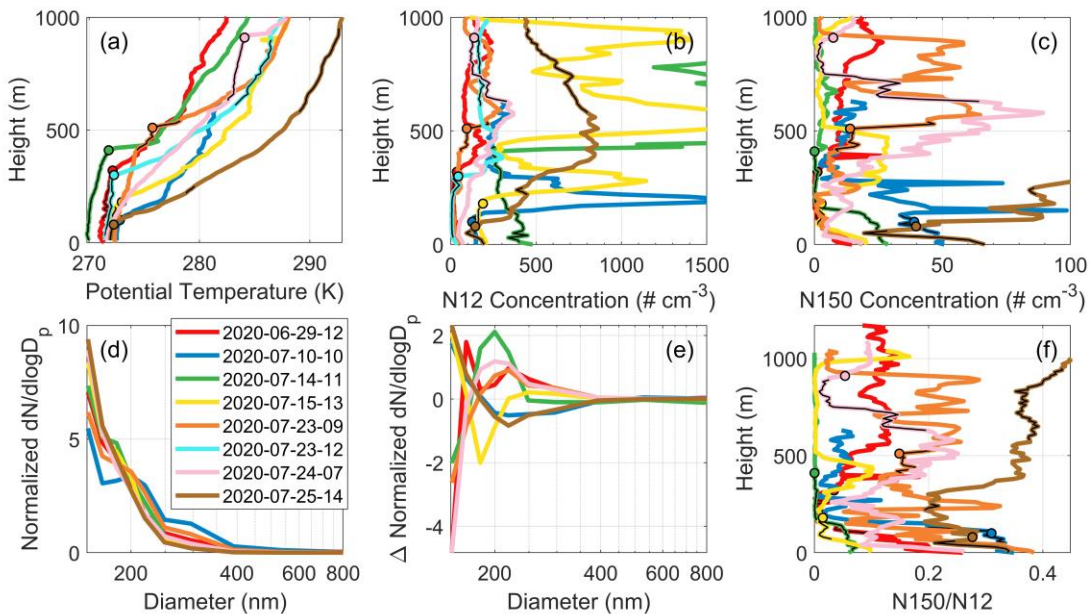 (a)
1000
500
0
Height (m)
270 275 283 290
Potential Temperature (K)
(b)
1000
500
0
Height (m)
0 500 1000 1500
N12 Concentration (# cm⁻³)
(c)
1000
500
0
Height (m)
0 50 100
N150 Concentration (# cm⁻³)
(d)
10
5
0
Normalized dN/dlogDₚ
200 400 600 800
Diameter (nm)
2020-06-29-12
2020-07-10-10
2020-07-14-11
2020-07-15-13
2020-07-23-09
2020-07-23-12
2020-07-24-07
2020-07-25-14
(e)
2
0
-2
-4
Δ Normalized dN/dlogDₚ
200 400 600 800
Diameter (nm)
(f)
1000
500
0
Height (m)
0 0.2 0.4
N150/N12